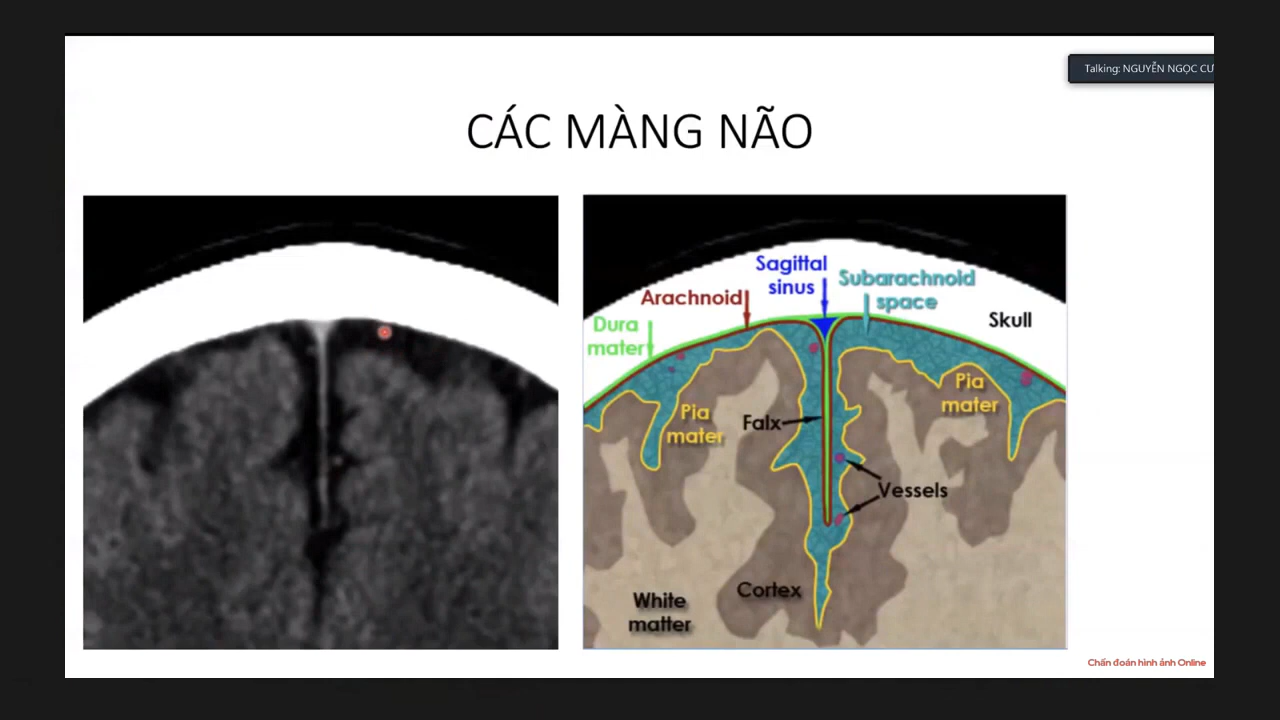 Talking: NGUYỄN NGỌC CƯ
CÁC MÀNG NÃO
Sagittal
sinus
Subarachnoid
space
Arachnoid
Dura
mater
Skull
Pia
mater
Pia
mater
Falx
Vessels
Cortex
White
matter
Chẩn đoán hình ảnh Online